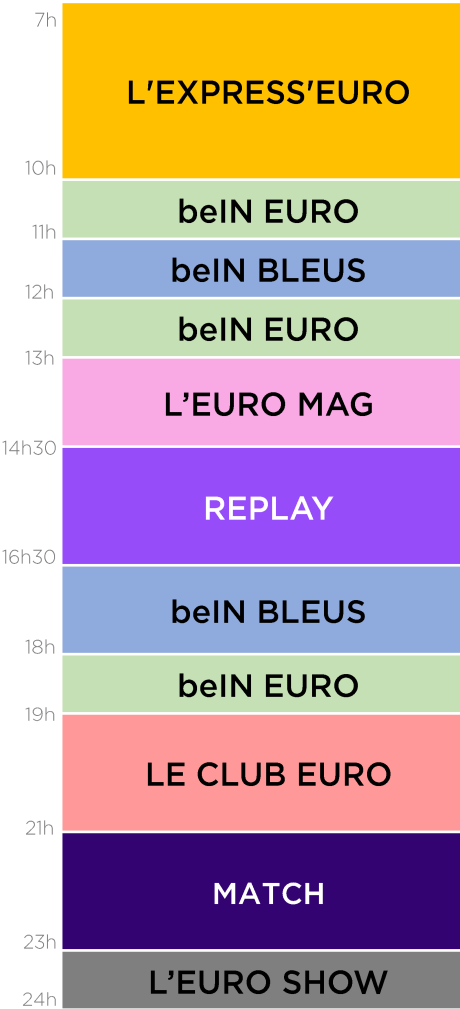 7h
L'EXPRESS'EURO
10h
beIN EURO
11h
beIN BLEUS
12h
beIN EURO
13h
L’EURO MAG
14h30
REPLAY
16h30
beIN BLEUS
18h
beIN EURO
19h
LE CLUB EURO
21h
MATCH
23h
L’EURO SHOW
24h